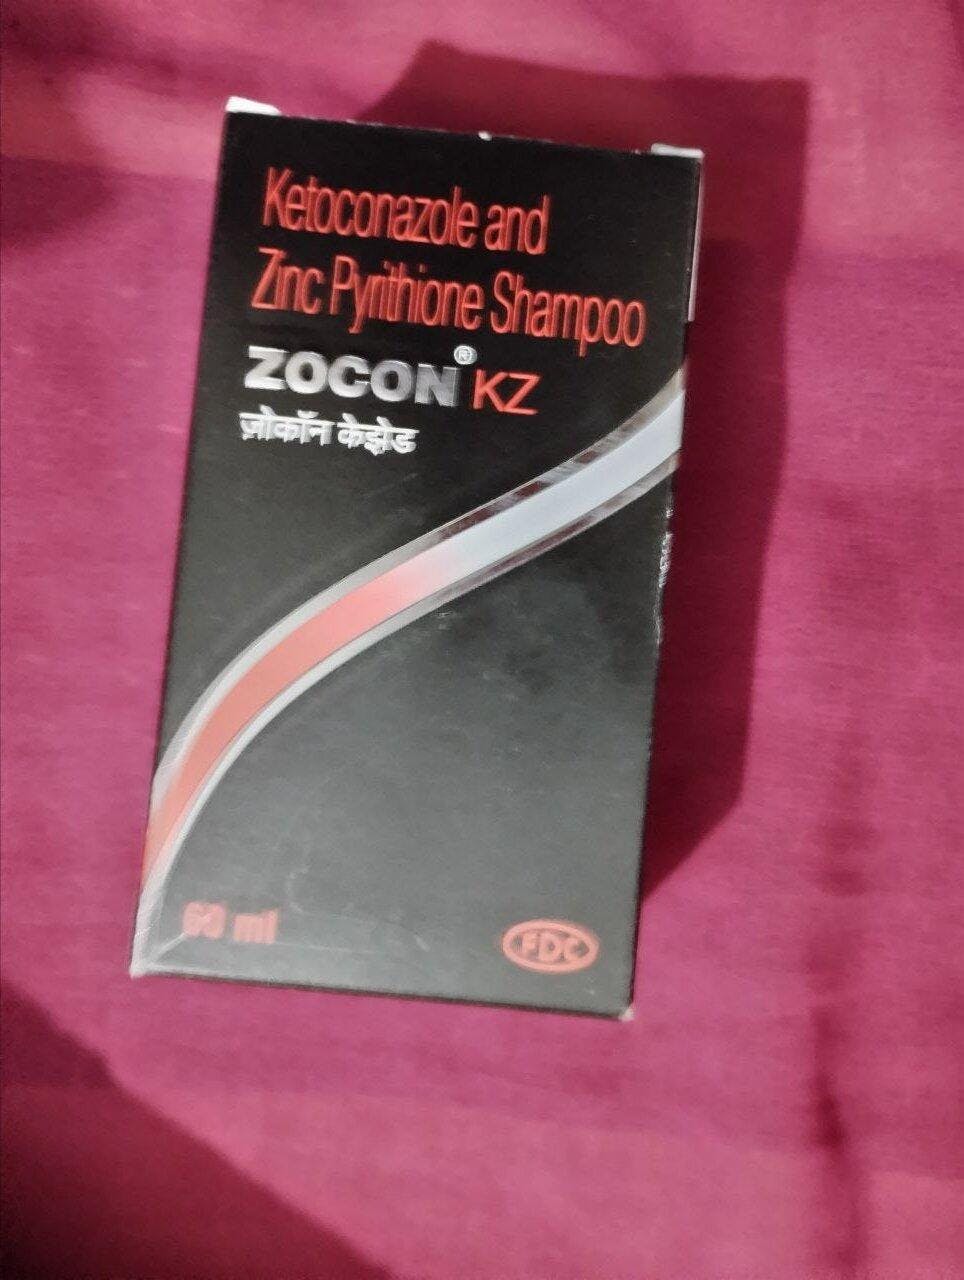 Ketoconazole and
Zinc Pyrithione Shampoo
ZOCON® KZ
ज़ोकॉन केझेड
60 ml
FDC